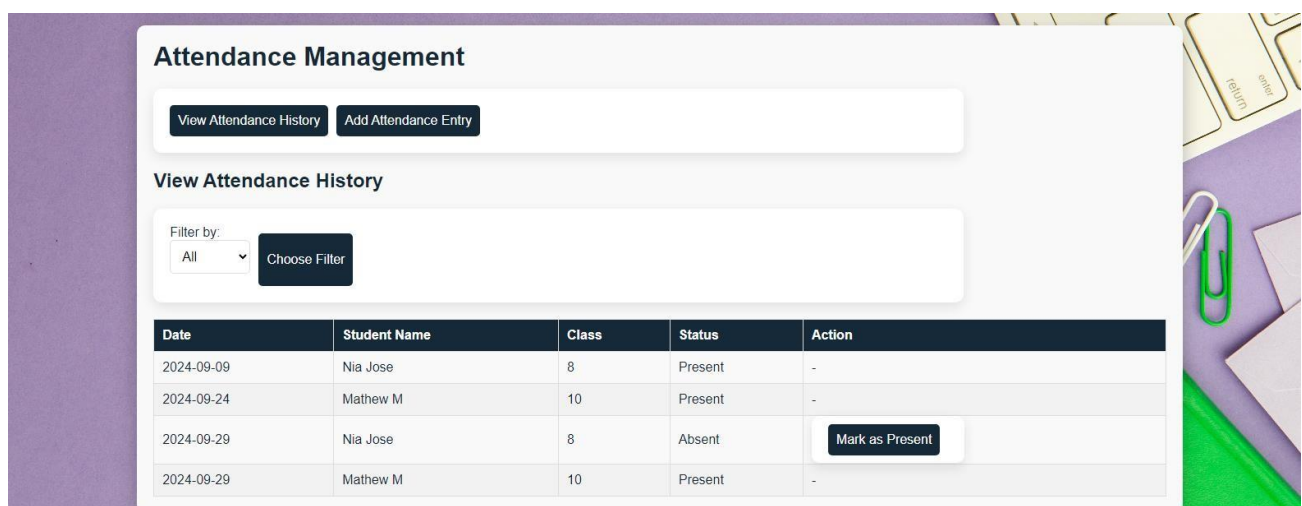 Attendance Management
View Attendance History Add Attendance Entry
View Attendance History
Filter by:
All Choose Filter
Date Student Name Class Status Action
2024-09-09 Nia Jose 8 Present -
2024-09-24 Mathew M 10 Present -
2024-09-29 Nia Jose 8 Absent Mark as Present
2024-09-29 Mathew M 10 Present -
return enter